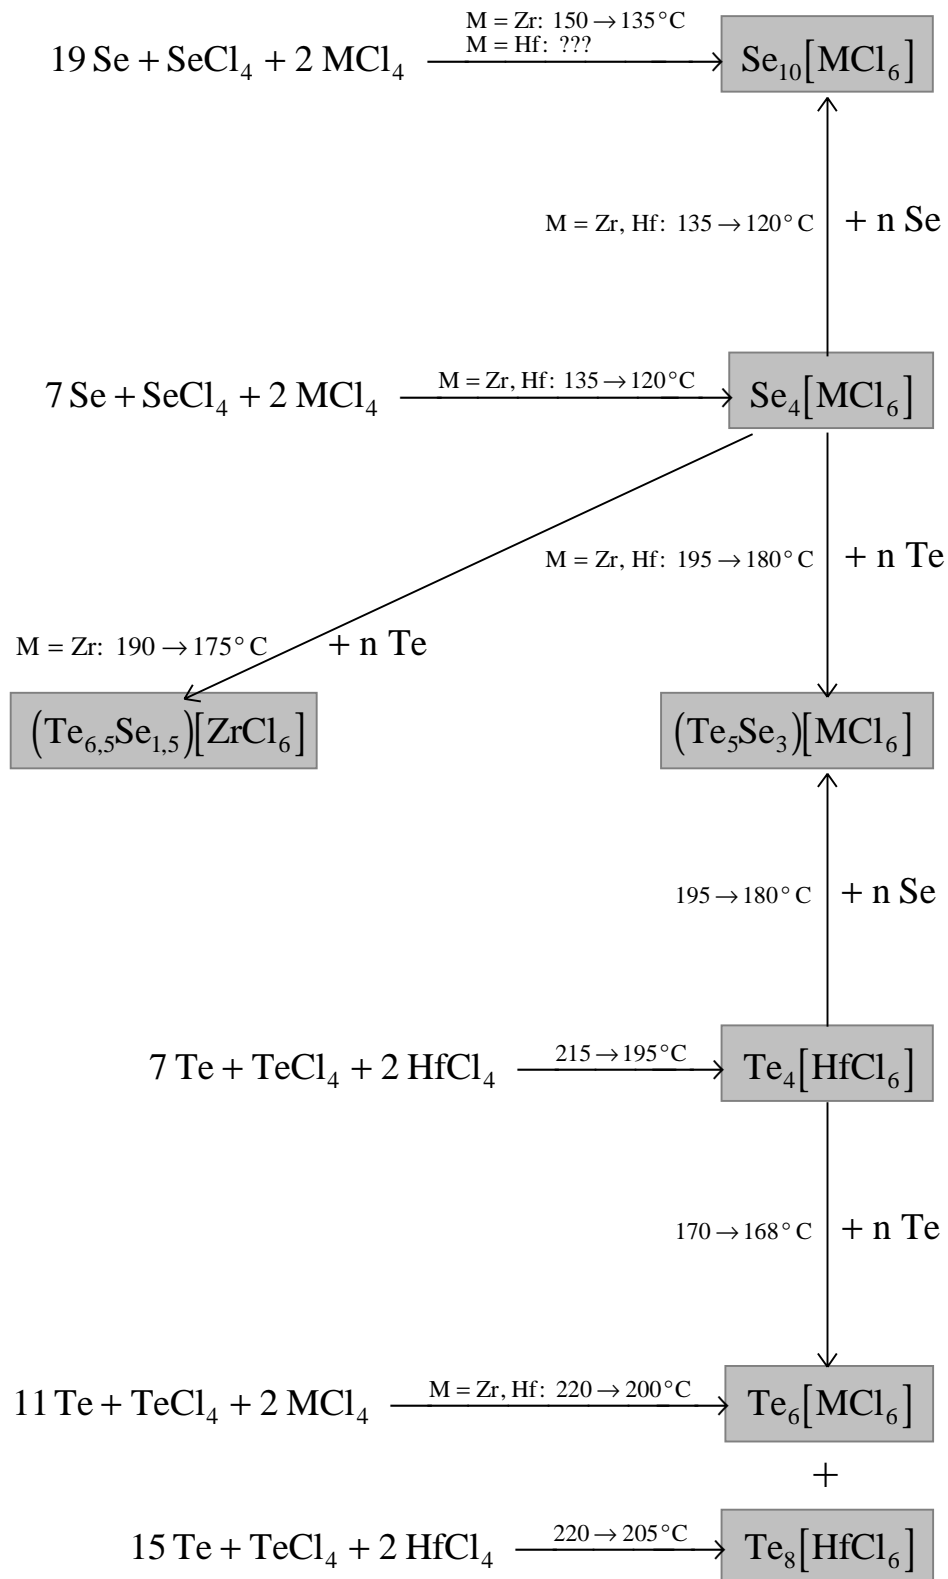 M = Zr: 150 → 135°C
M = Hf: ???
19 Se + SeCl₄ + 2 MCl₄ → Se₁₀[MCl₆]
M = Zr, Hf: 135 → 120°C + n Se
M = Zr, Hf: 135 → 120°C
7 Se + SeCl₄ + 2 MCl₄ → Se₄[MCl₆]
M = Zr, Hf: 195 → 180°C + n Te
M = Zr: 190 → 175°C + n Te
(Te₆,₅Se₁,₅)[ZrCl₆] (Te₅Se₃)[MCl₆]
195 → 180°C + n Se
215 → 195°C
7 Te + TeCl₄ + 2 HfCl₄ → Te₄[HfCl₆]
170 → 168°C + n Te
M = Zr, Hf: 220 → 200°C
11 Te + TeCl₄ + 2 MCl₄ → Te₆[MCl₆]
+
220 → 205°C
15 Te + TeCl₄ + 2 HfCl₄ → Te₈[HfCl₆]